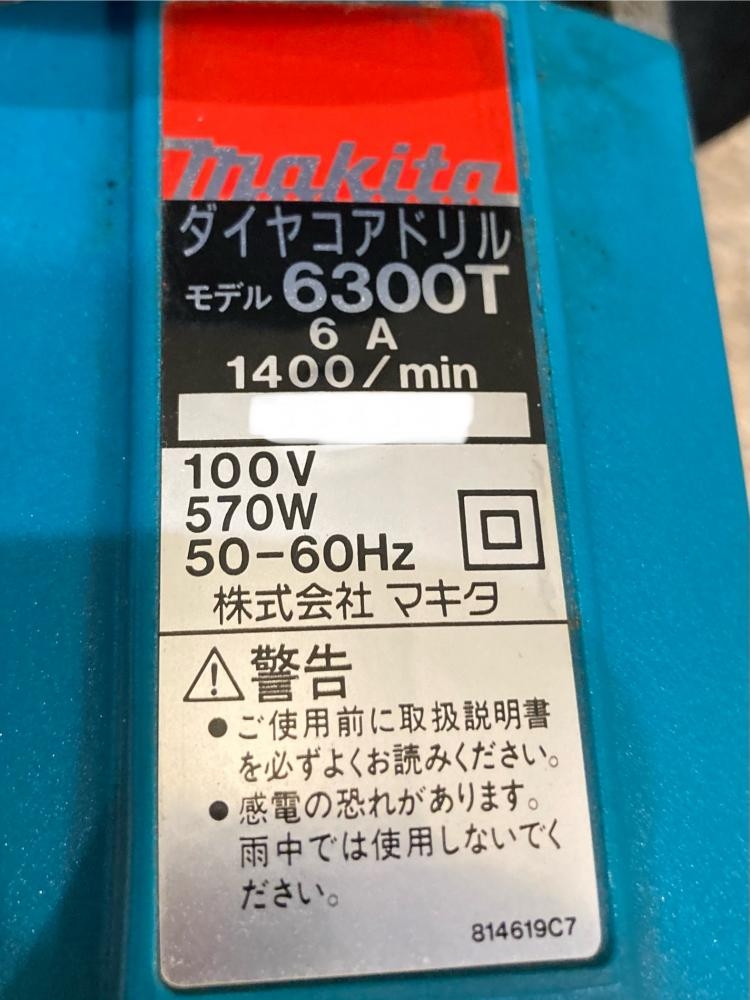 makita
ダイヤコアドリル
モデル 6300T
6 A
1400/min
100V
570W
50-60Hz
株式会社 マキタ
警告
●ご使用前に取扱説明書
を必ずよくお読みください。
●感電の恐れがあります。
雨中では使用しないでく
ださい。
814619C7